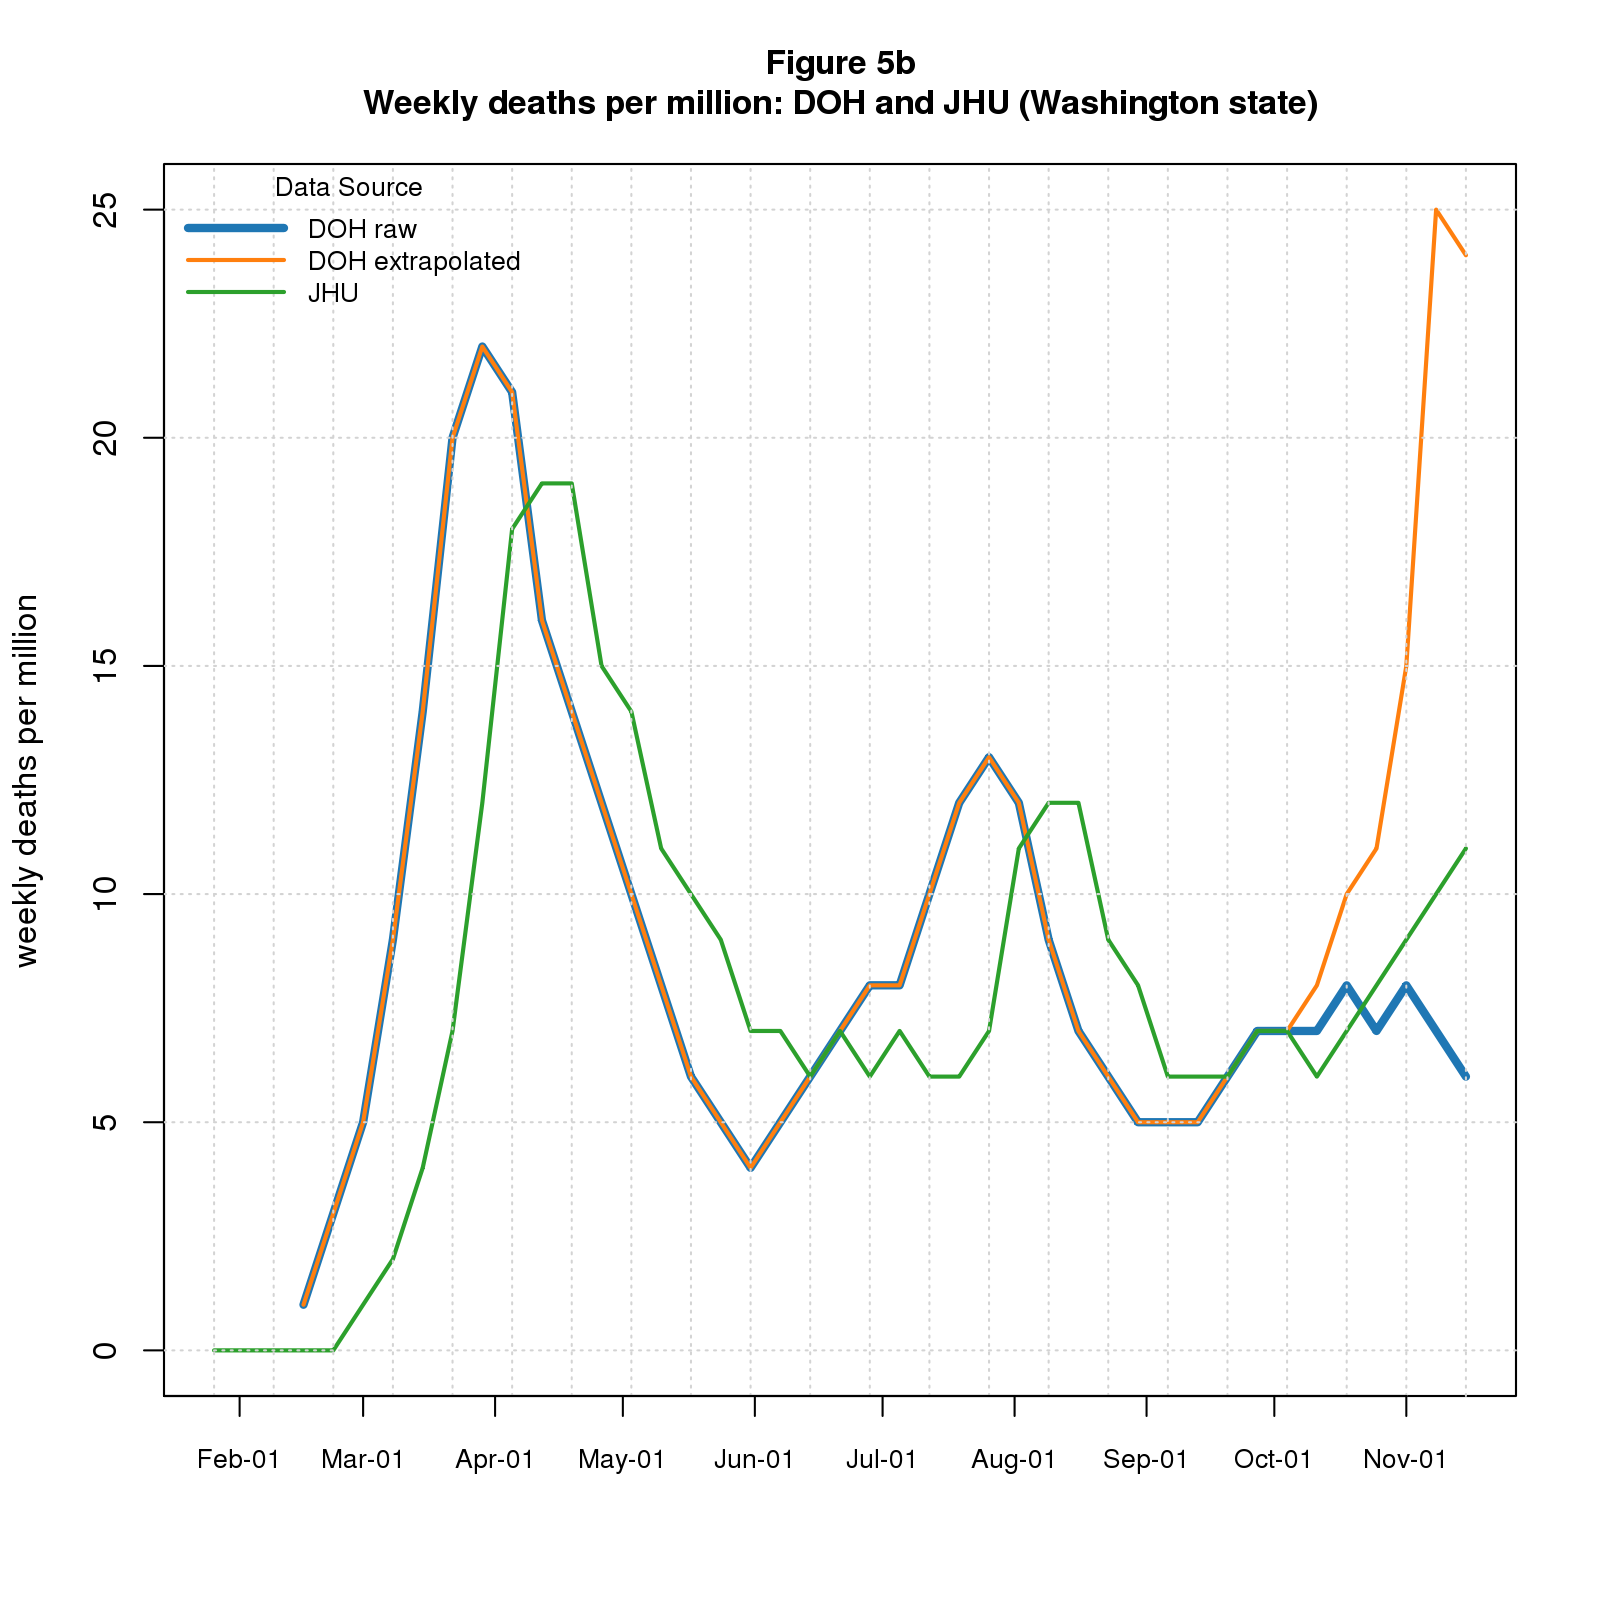 Figure 5b
Weekly deaths per million: DOH and JHU (Washington state)
Data Source
DOH raw
DOH extrapolated
JHU
weekly deaths per million
25
20
15
10
5
0
Feb-01 Mar-01 Apr-01 May-01 Jun-01 Jul-01 Aug-01 Sep-01 Oct-01 Nov-01